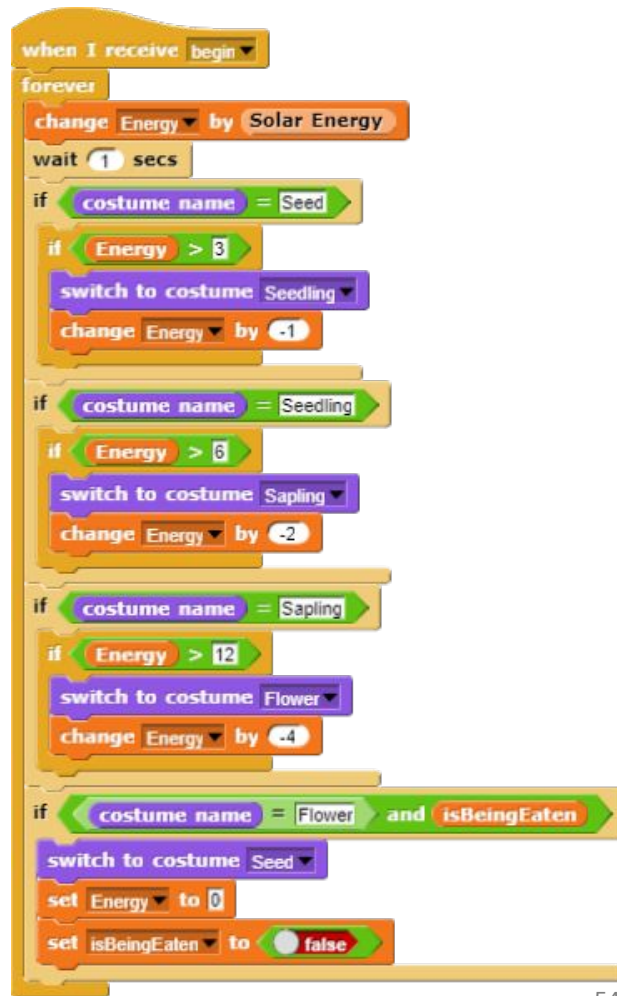 when I receive begin
forever
change Energy by Solar Energy
wait 1 secs
if costume name = Seed
if Energy > 3
switch to costume Seedling
change Energy by -1
if costume name = Seedling
if Energy > 6
switch to costume Sapling
change Energy by -2
if costume name = Sapling
if Energy > 12
switch to costume Flower
change Energy by -4
if costume name = Flower and isBeingEaten
switch to costume Seed
set Energy to 0
set isBeingEaten to false